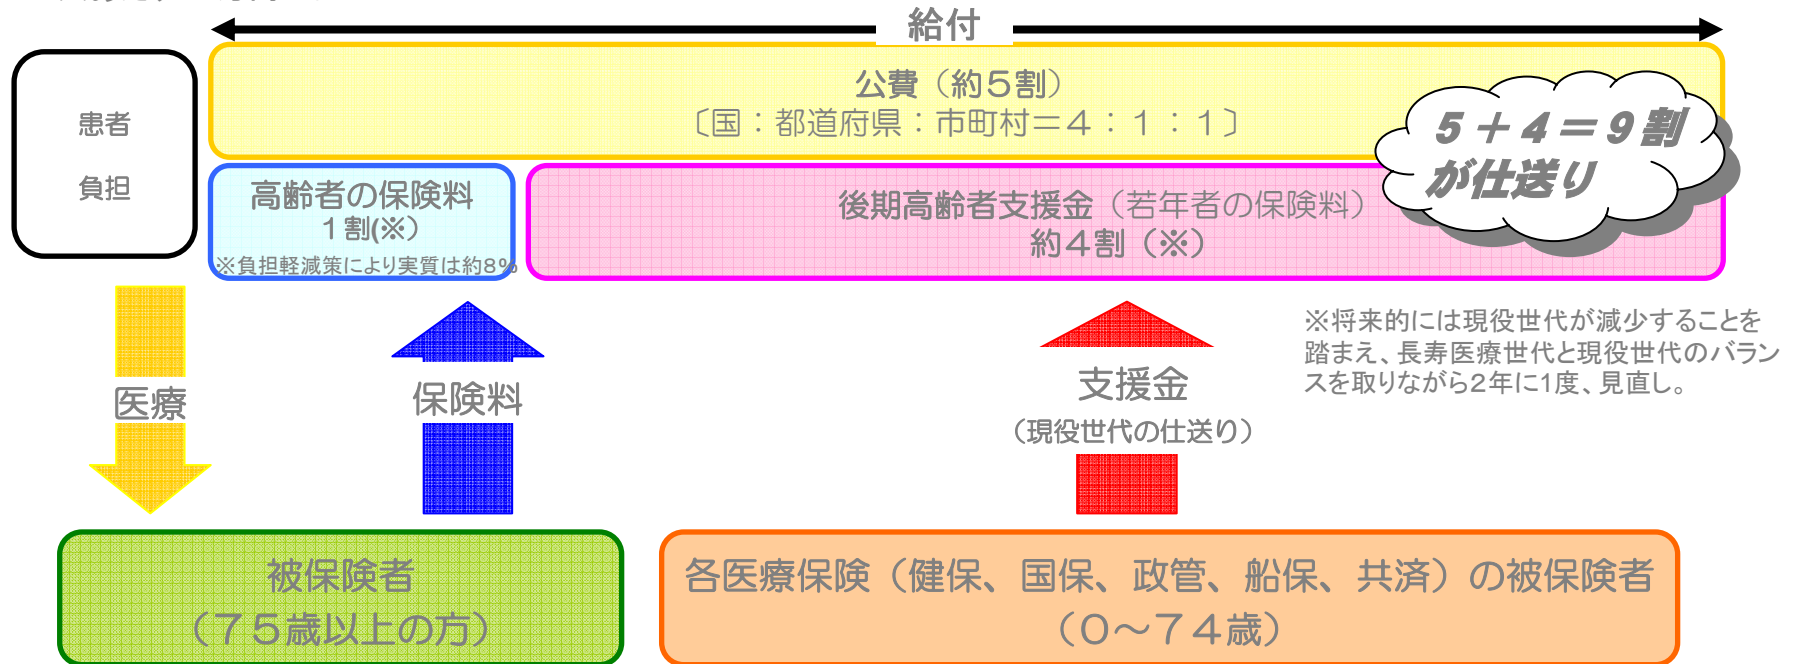 給付
患者
負担
公費（約５割）
〔国：都道府県：市町村＝４：１：１〕
５＋４＝９割
が仕送り
高齢者の保険料
１割(※)
※負担軽減策により実質は約8%
後期高齢者支援金（若年者の保険料）
約４割（※）
※将来的には現役世代が減少することを
踏まえ、長寿医療世代と現役世代のバラン
スを取りながら2年に1度、見直し。
医療
保険料
支援金
（現役世代の仕送り）
被保険者
（７５歳以上の方）
各医療保険（健保、国保、政管、船保、共済）の被保険者
（０～７４歳）